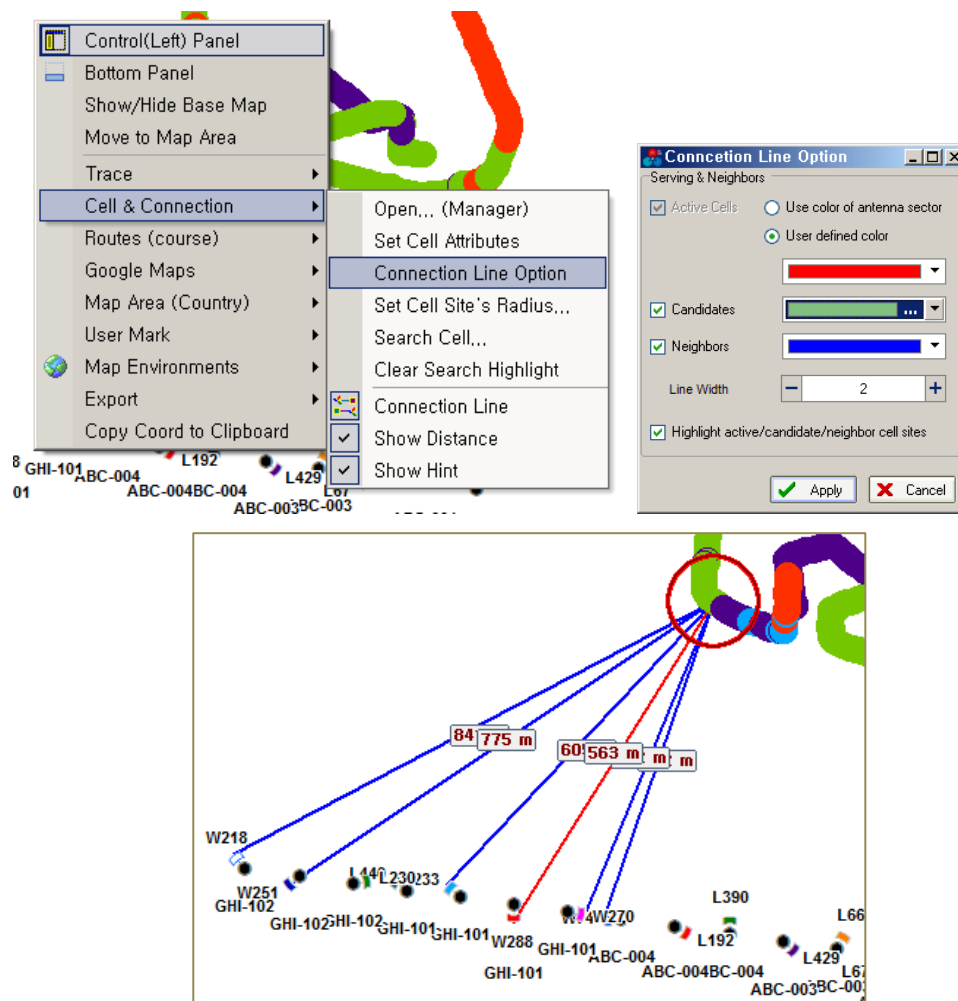 Control(Left) Panel
Bottom Panel
Show/Hide Base Map
Move to Map Area
Trace
Cell & Connection
Routes (course)
Google Maps
Map Area (Country)
User Mark
Map Environments
Export
Copy Coord to Clipboard
Open... (Manager)
Set Cell Attributes
Connection Line Option
Set Cell Site's Radius...
Search Cell...
Clear Search Highlight
Connection Line
Show Distance
Show Hint
8 GHI-101 ABC-004 L192 L429 L67
01 ABC-004BC-004 ABC-003BC-003
Conncetion Line Option
Serving & Neighbors
Active Cells
Use color of antenna sector
User defined color
Candidates
...
Neighbors
Line Width
2
Highlight active/candidate/neighbor cell sites
Apply
Cancel
775 m
563 m
m
m
W218
W251
GHI-102
GHI-102
GHI-102
L230
GHI-101
GHI-101
W288
GHI-101
GHI-101
W270
ABC-004
L390
L192
ABC-004BC-004
L66
L429
ABC-003